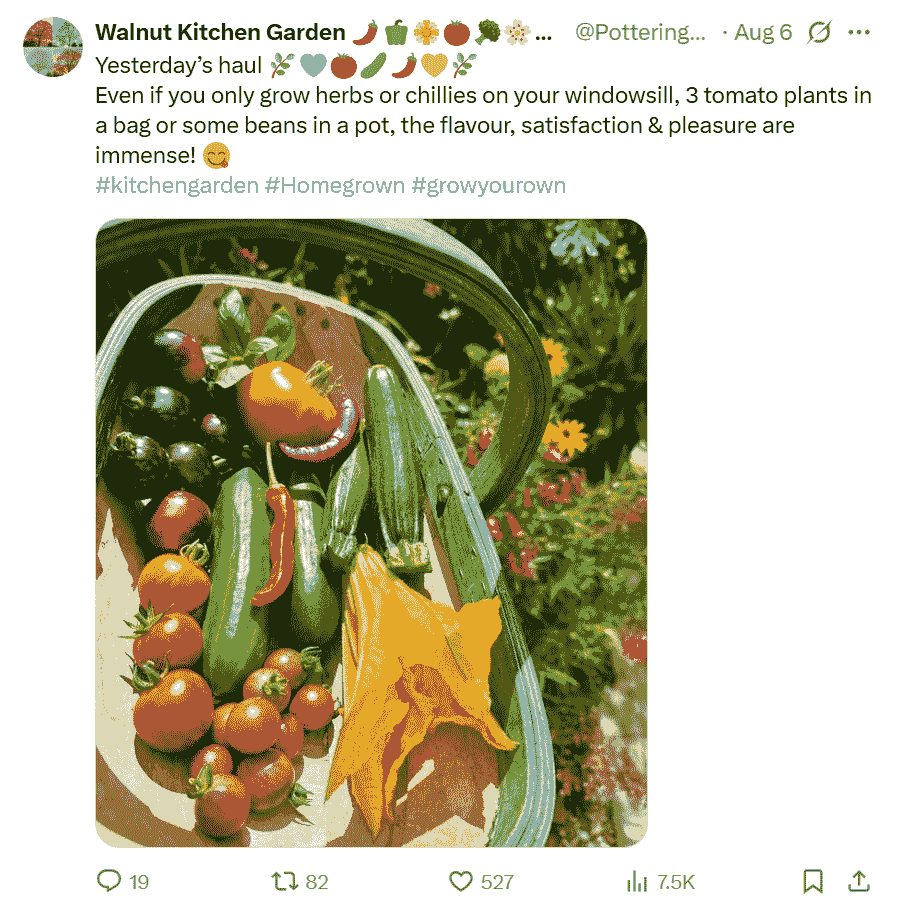 Walnut Kitchen Garden 🌶️🫑🌼🍅🥦🌸... @Pottering... · Aug 6
Yesterday's haul 🌿🩵🍅🥒🌶️💛🌿
Even if you only grow herbs or chillies on your windowsill, 3 tomato plants in
a bag or some beans in a pot, the flavour, satisfaction & pleasure are
immense! 😋
#kitchengarden #Homegrown #growyourown
19 82 527 7.5K